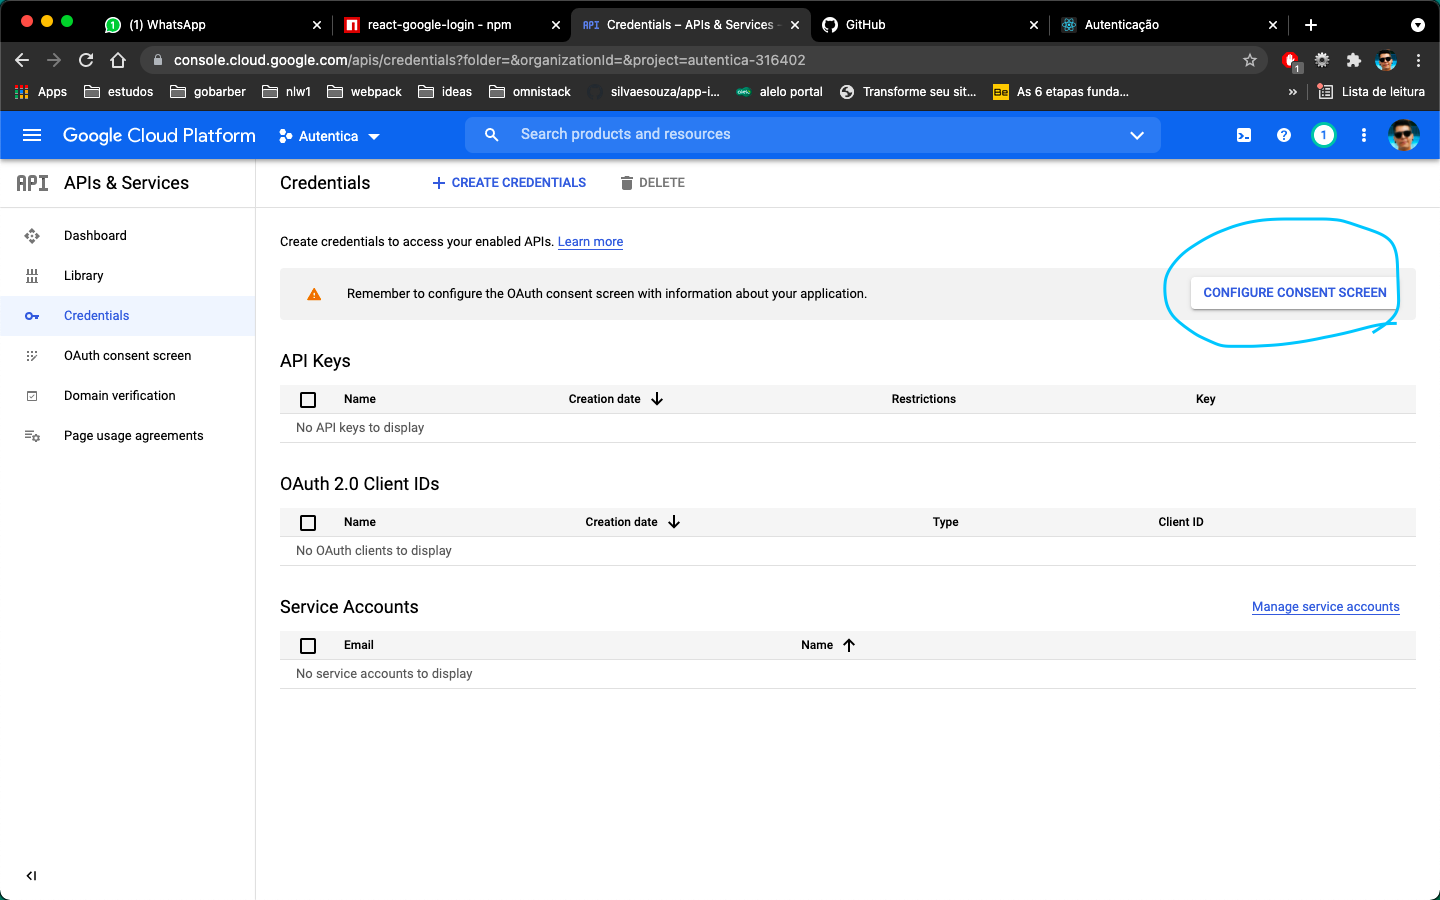 (1) WhatsApp
react-google-login - npm
Credentials – APIs & Services -
GitHub
Autenticação
console.cloud.google.com/apis/credentials?folder=&organizationId=&project=autentica-316402
1
Apps
estudos
gobarber
nlw1
webpack
ideas
omnistack
silvaesouza/app-i...
alelo portal
Transforme seu sit...
Be
As 6 etapas funda...
»
Lista de leitura
Google Cloud Platform
Autentica
Search products and resources
1
API
APIs & Services
Credentials
CREATE CREDENTIALS
DELETE
Dashboard
Library
Credentials
OAuth consent screen
Domain verification
Page usage agreements
Create credentials to access your enabled APIs. Learn more
Remember to configure the OAuth consent screen with information about your application.
CONFIGURE CONSENT SCREEN
API Keys
Name
Creation date
Restrictions
Key
No API keys to display
OAuth 2.0 Client IDs
Name
Creation date
Type
Client ID
No OAuth clients to display
Service Accounts
Manage service accounts
Email
Name
No service accounts to display